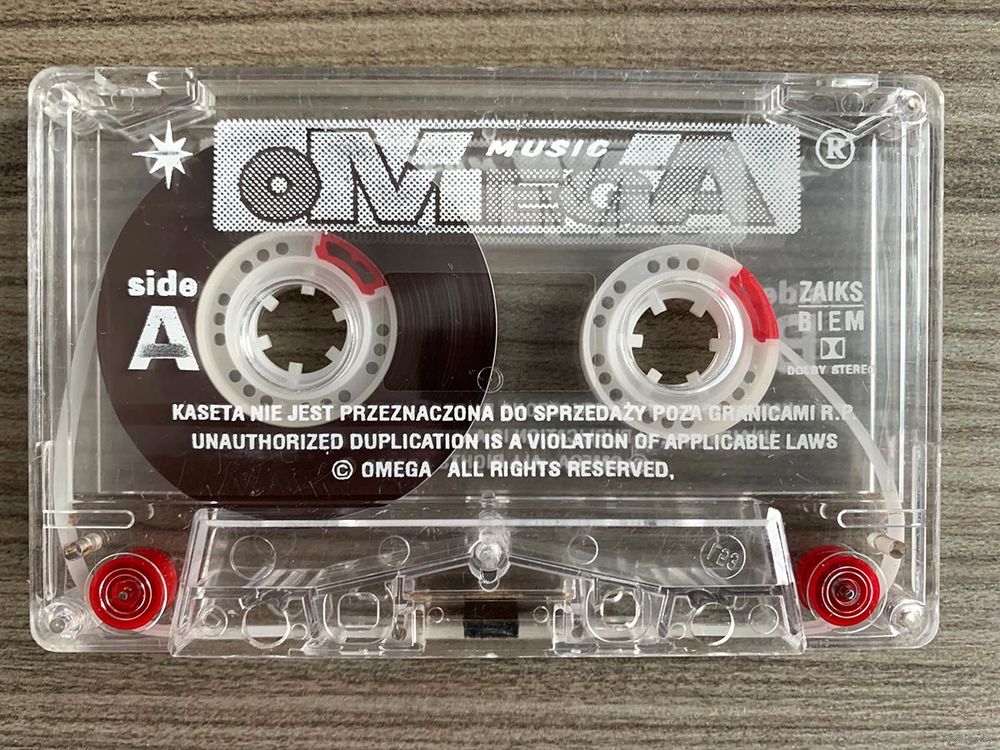 MUSIC
OMEGA
®
side
A
ZAIKS
BIEM
DOLBY STEREO
KASETA NIE JEST PRZEZNACZONA DO SPRZEDAŻY POZA GRANICAMI R.P.
UNAUTHORIZED DUPLICATION IS A VIOLATION OF APPLICABLE LAWS
© OMEGA ALL RIGHTS RESERVED,